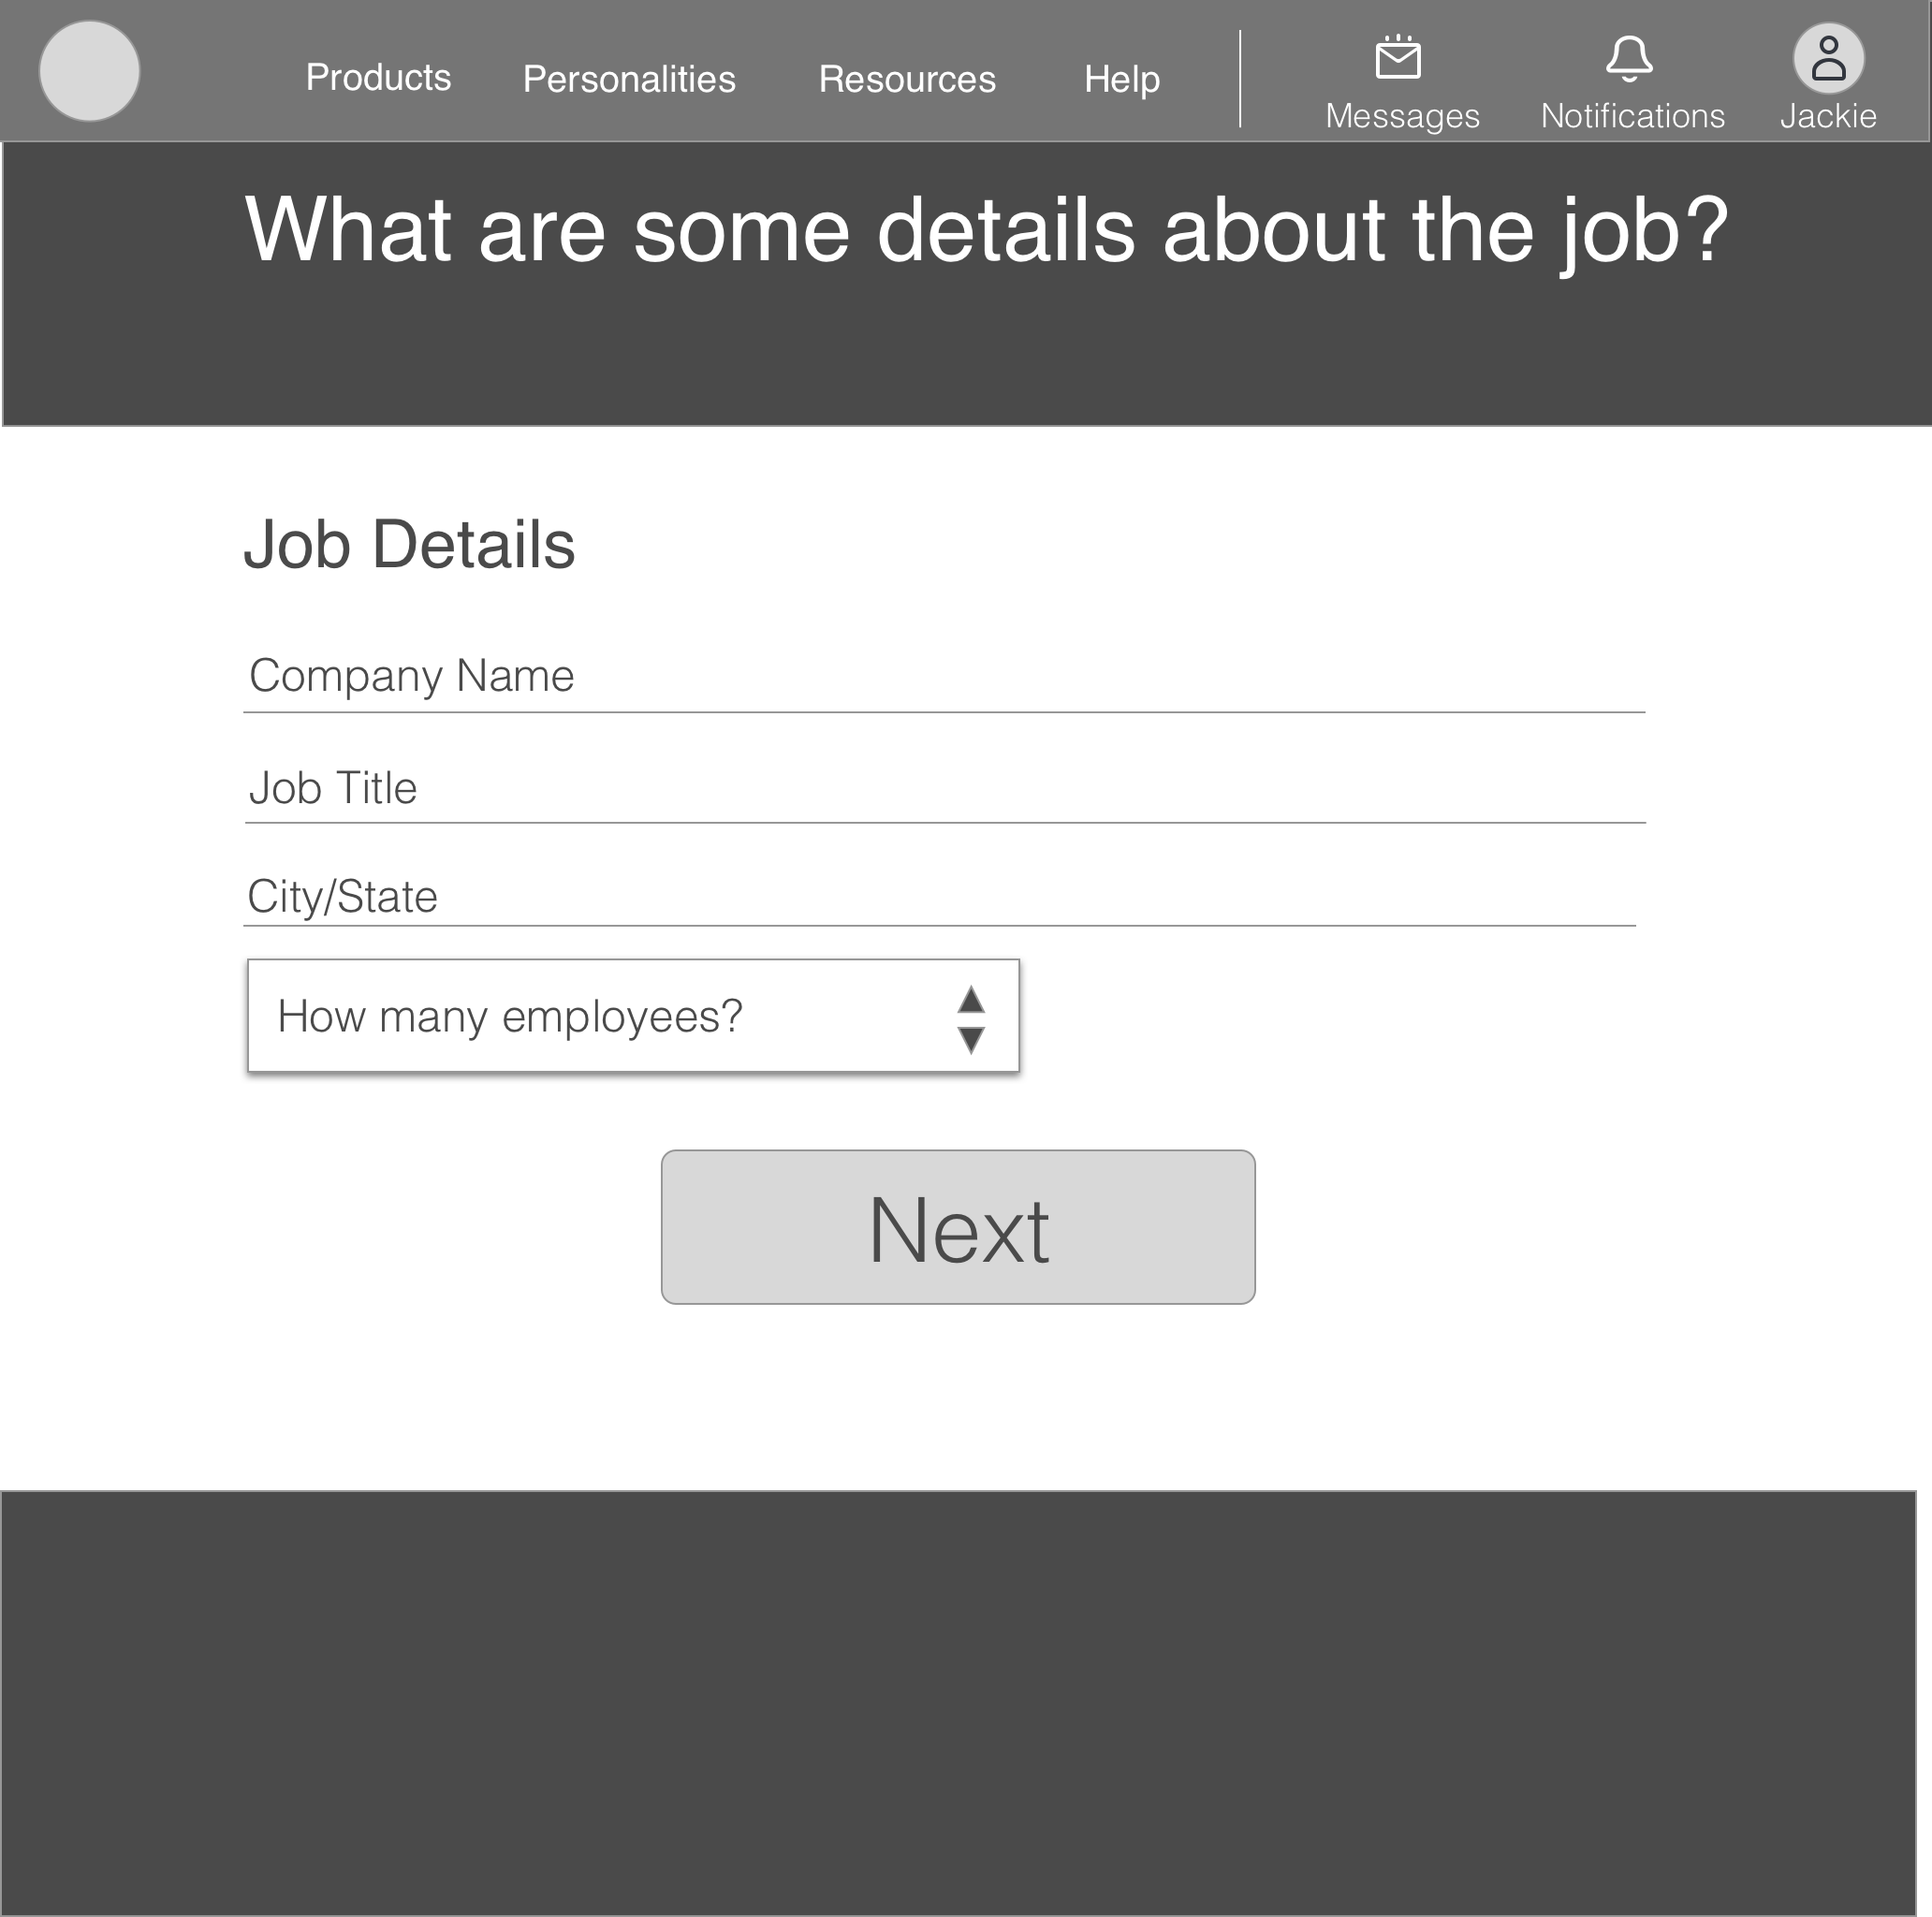 Products Personalities Resources Help
Messages Notifications Jackie
What are some details about the job?
Job Details
Company Name
Job Title
City/State
How many employees?
Next